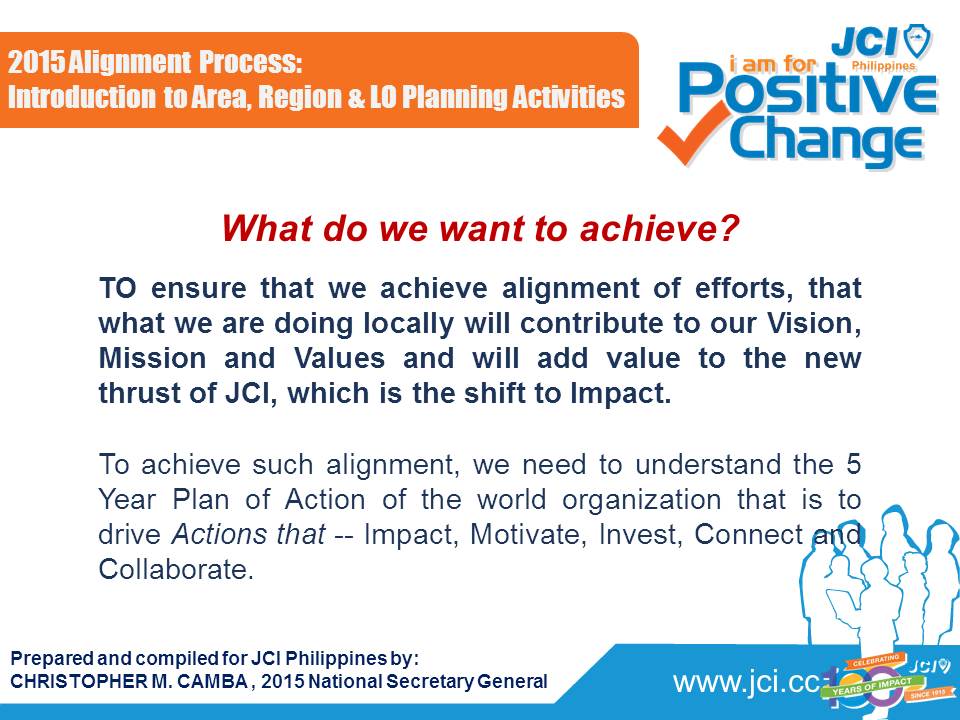 2015 Alignment Process:
Introduction to Area, Region & LO Planning Activities
JCI
Philippines
i am for
Positive
Change
What do we want to achieve?
TO ensure that we achieve alignment of efforts, that
what we are doing locally will contribute to our Vision,
Mission and Values and will add value to the new
thrust of JCI, which is the shift to Impact.
To achieve such alignment, we need to understand the 5
Year Plan of Action of the world organization that is to
drive Actions that -- Impact, Motivate, Invest, Connect and
Collaborate.
Prepared and compiled for JCI Philippines by:
CHRISTOPHER M. CAMBA , 2015 National Secretary General
www.jci.cc
CELEBRATING
100
YEARS OF IMPACT
JCI
SINCE 1915